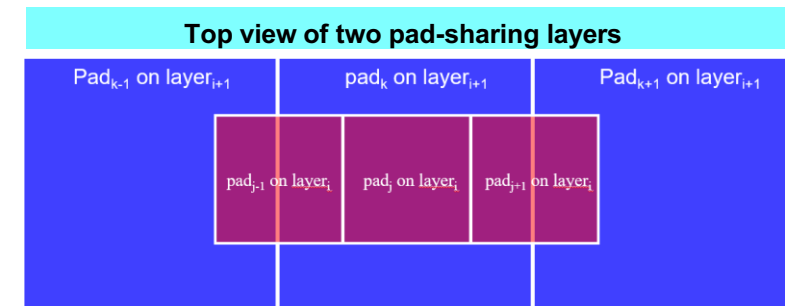 Top view of two pad-sharing layers
Padₖ₋₁ on layerᵢ₊₁ padₖ on layerᵢ₊₁ Padₖ₊₁ on layerᵢ₊₁
padⱼ₋₁ on layerᵢ padⱼ on layerᵢ padⱼ₊₁ on layerᵢ